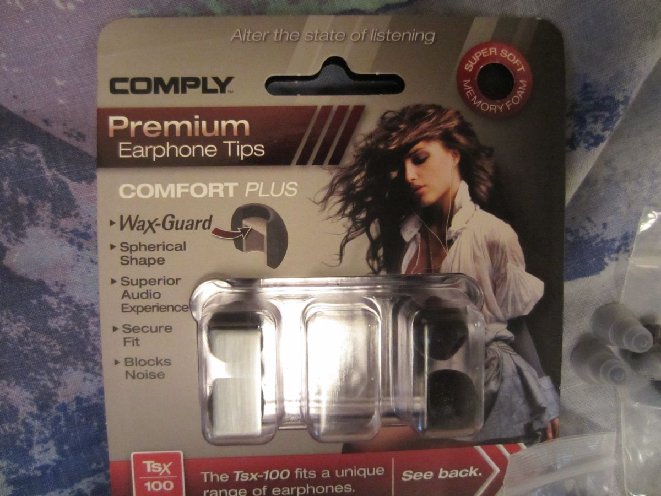 Alter the state of listening
COMPLY™
SUPER SOFT
MEMORY FOAM
Premium
Earphone Tips
COMFORT PLUS
Wax-Guard
Spherical
Shape
Superior
Audio
Experience
Secure
Fit
Blocks
Noise
Tsx
100
The Tsx-100 fits a unique
range of earphones.
See back.